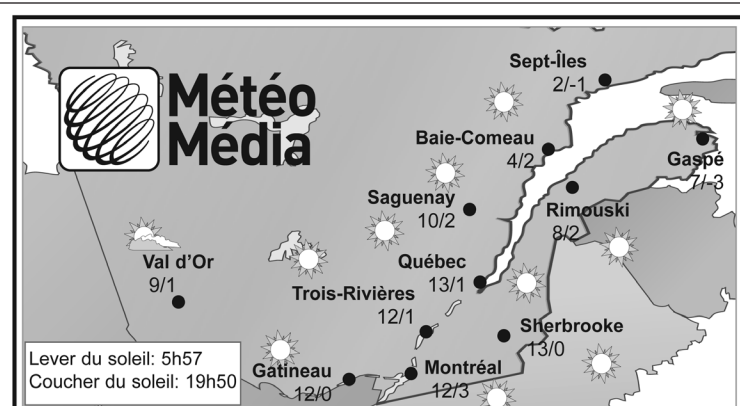 Météo
Média
Sept-Îles
2/-1
Baie-Comeau
4/2
Gaspé
7/-3
Saguenay
10/2
Rimouski
8/2
Val d'Or
9/1
Québec
13/1
Trois-Rivières
12/1
Sherbrooke
13/0
Gatineau
12/0
Montréal
12/3
Lever du soleil: 5h57
Coucher du soleil: 19h50